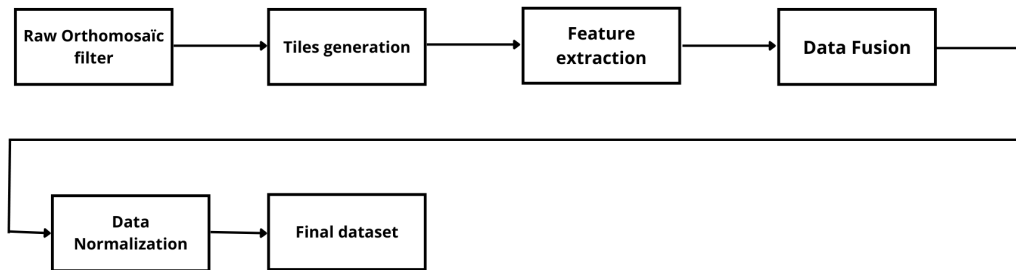 Raw Orthomosaïc
filter
Tiles generation
Feature
extraction
Data Fusion
Data
Normalization
Final dataset